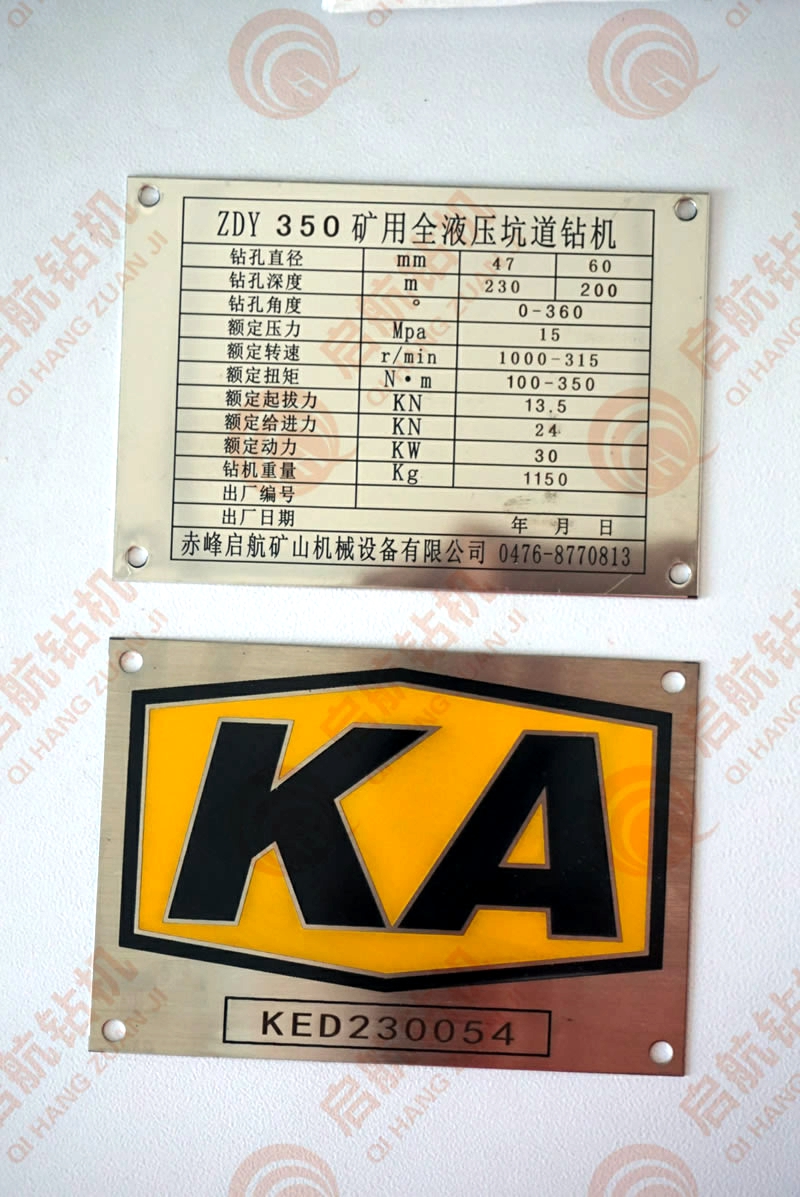 ZDY 350 矿用全液压坑道钻机
钻孔直径 mm 47 60
钻孔深度 m 230 200
钻孔角度 ° 0-360
额定压力 Mpa 15
额定转速 r/min 1000-315
额定扭矩 N·m 100-350
额定起拔力 KN 13.5
额定给进力 KN 24
额定动力 KW 30
钻机重量 Kg 1150
出厂编号
出厂日期 年 月 日
赤峰启航矿山机械设备有限公司 0476-8770813
KA
KED230054
启航钻机
QI HANG ZUAN JI